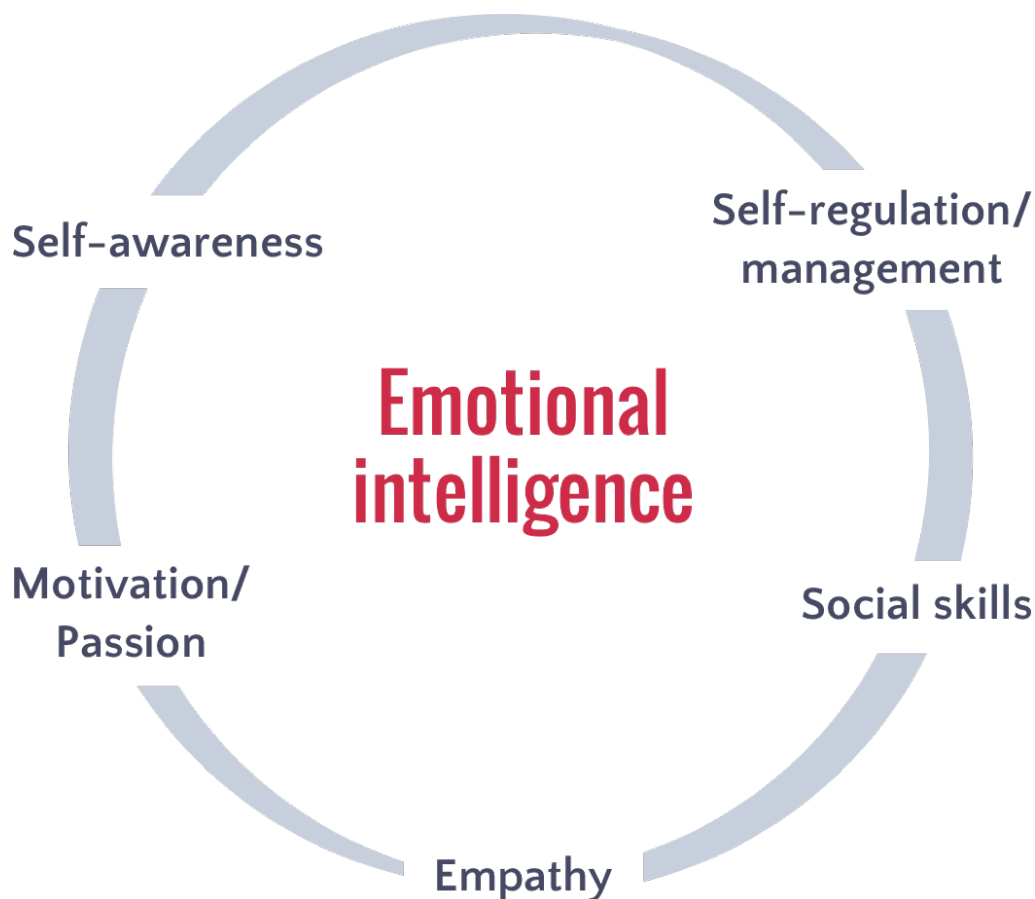 Self-awareness
Self-regulation/
management
Emotional
intelligence
Motivation/
Passion
Social skills
Empathy